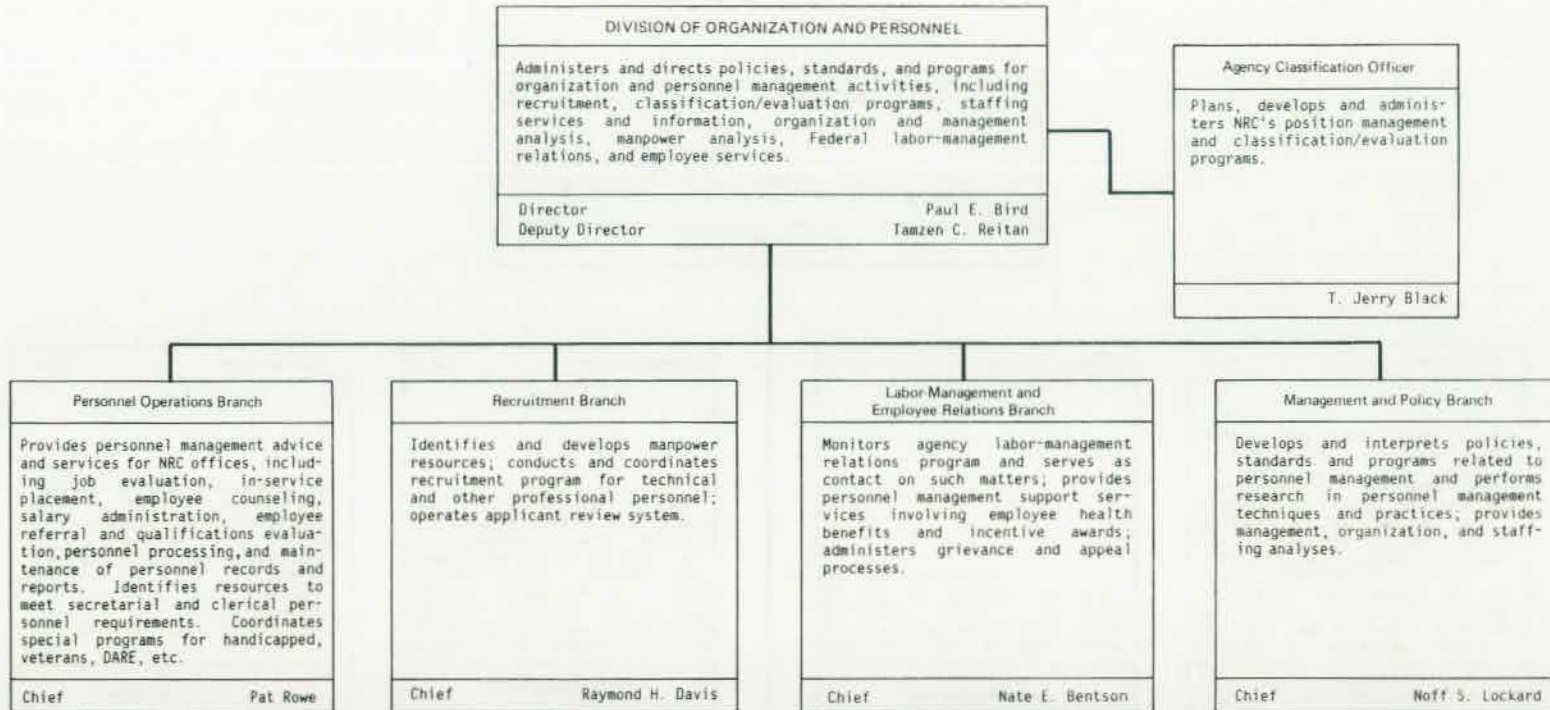 DIVISION OF ORGANIZATION AND PERSONNEL
Administers and directs policies, standards, and programs for
organization and personnel management activities, including
recruitment, classification/evaluation programs, staffing
services and information, organization and management
analysis, manpower analysis, Federal labor-management
relations, and employee services.
Director Paul E. Bird
Deputy Director Tamzen C. Reitan
Agency Classification Officer
Plans, develops and adminis-
ters NRC's position management
and classification/evaluation
programs.
T. Jerry Black
Personnel Operations Branch
Provides personnel management advice
and services for NRC offices, includ-
ing job evaluation, in-service
placement, employee counseling,
salary administration, employee
referral and qualifications evalua-
tion, personnel processing, and main-
tenance of personnel records and
reports. Identifies resources to
meet secretarial and clerical per-
sonnel requirements. Coordinates
special programs for handicapped,
veterans, DARE, etc.
Chief Pat Rowe
Recruitment Branch
Identifies and develops manpower
resources; conducts and coordinates
recruitment program for technical
and other professional personnel;
operates applicant review system.
Chief Raymond H. Davis
Labor-Management and
Employee Relations Branch
Monitors agency labor-management
relations program and serves as
contact on such matters; provides
personnel management support ser-
vices involving employee health
benefits and incentive awards;
administers grievance and appeal
processes.
Chief Nate E. Bentson
Management and Policy Branch
Develops and interprets policies,
standards and programs related to
personnel management and performs
research in personnel management
techniques and practices; provides
management, organization, and staff-
ing analyses.
Chief Noff S. Lockard